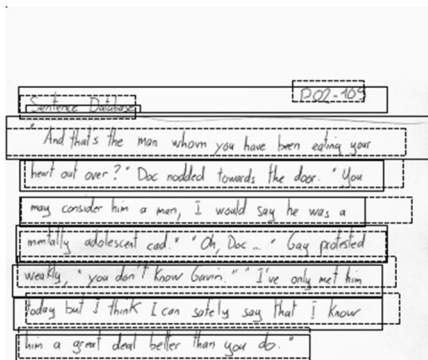 Sentence Database P02-109
"And that's the man whom you have been eating your
heart out over?" Doc nodded towards the door. "You
may consider him a man, I would say he was a
mentally adolescent cad." "Oh, Doc..." Gay protested
weakly, "you don't know Gavin." "I've only met him
today but I think I can safely say that I know
him a great deal better than you do."